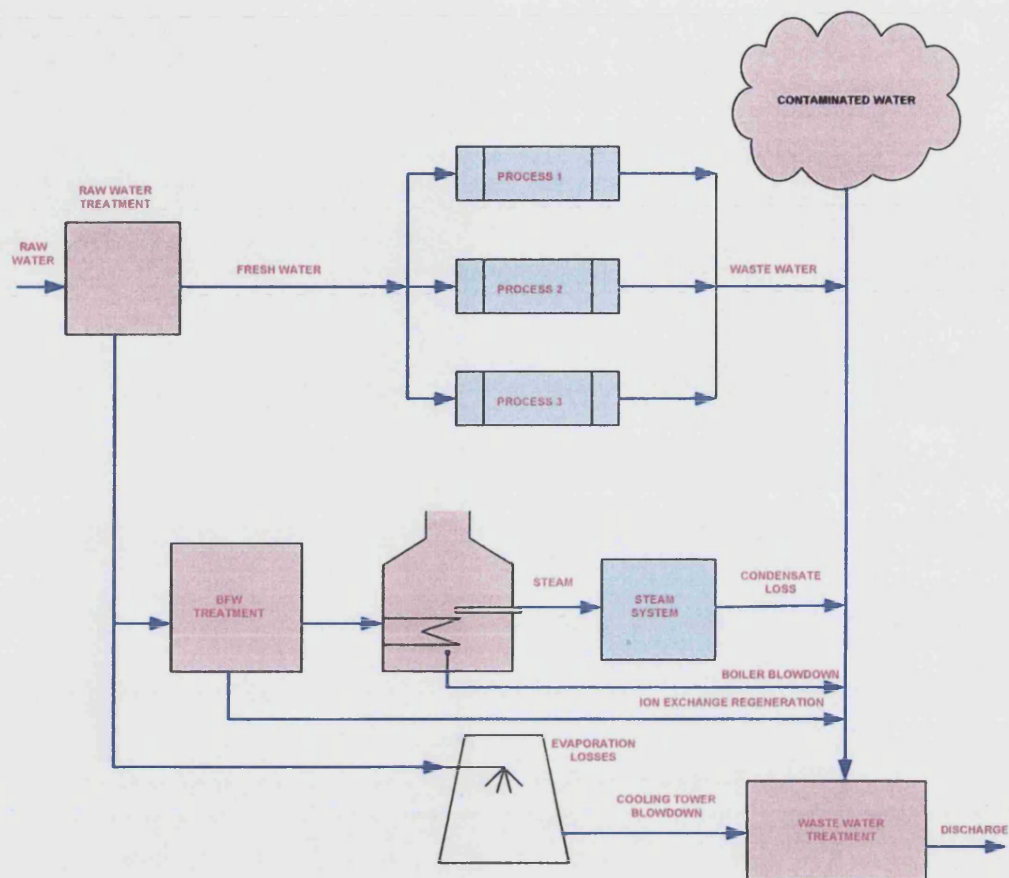 CONTAMINATED WATER
PROCESS 1
RAW WATER
TREATMENT
RAW
WATER
FRESH WATER
PROCESS 2
WASTE WATER
PROCESS 3
BFW
TREATMENT
STEAM
STEAM
SYSTEM
CONDENSATE
LOSS
BOILER BLOWDOWN
ION EXCHANGE REGENERATION
EVAPORATION
LOSSES
COOLING TOWER
BLOWDOWN
WASTE WATER
TREATMENT
DISCHARGE